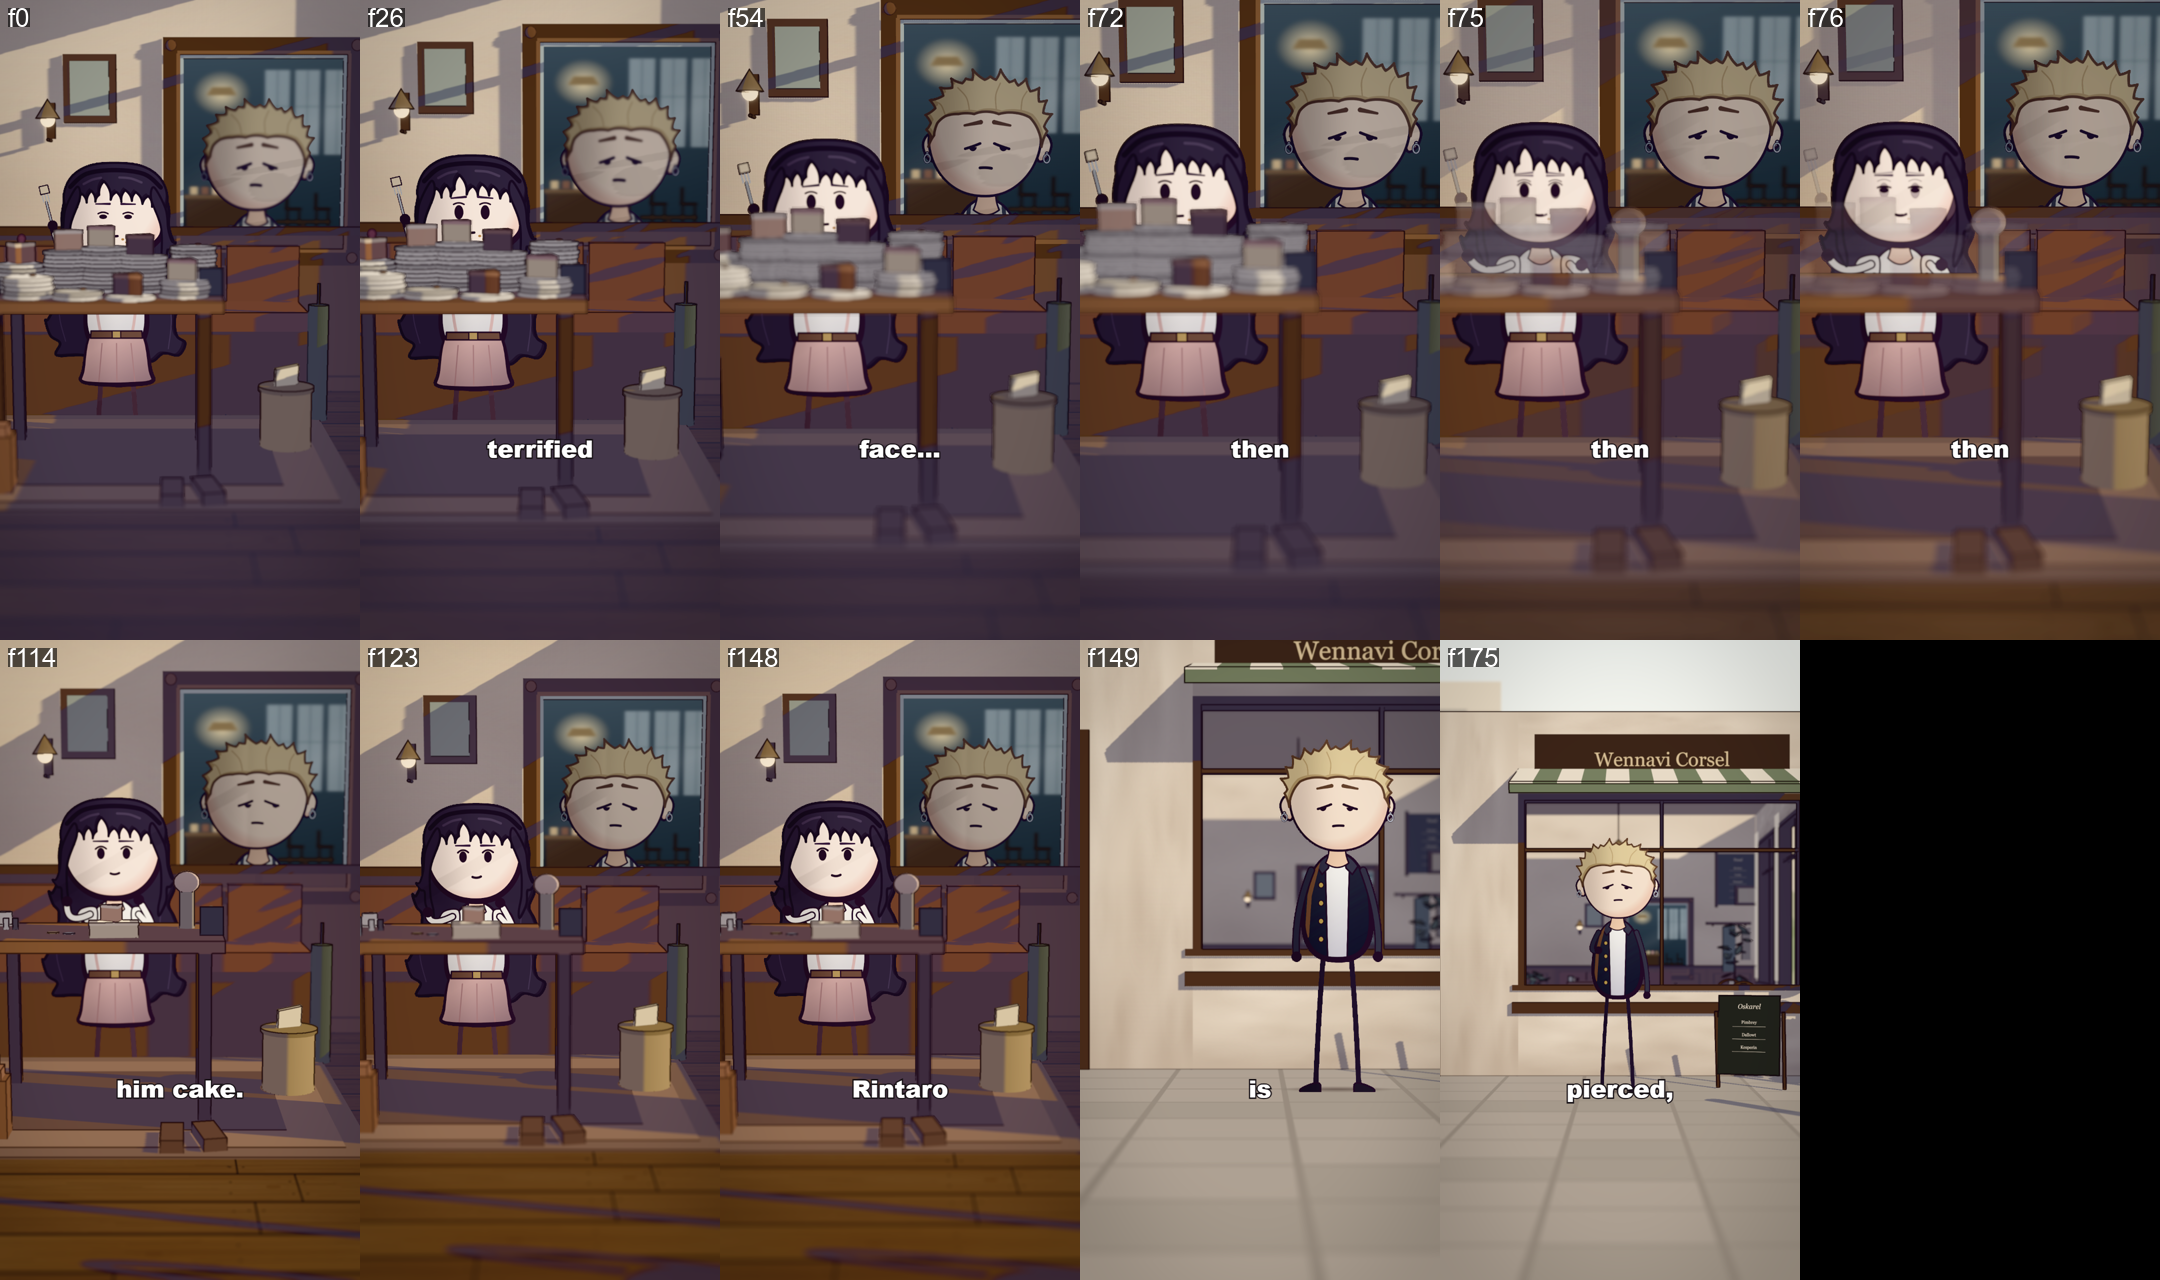 f0
f26
f54
f72
f75
f76
terrified
face...
then
then
then
f114
f123
f148
f149
f175
Wennavi Cor
Wennavi Corsel
Oskarel
him cake.
Rintaro
is
pierced,